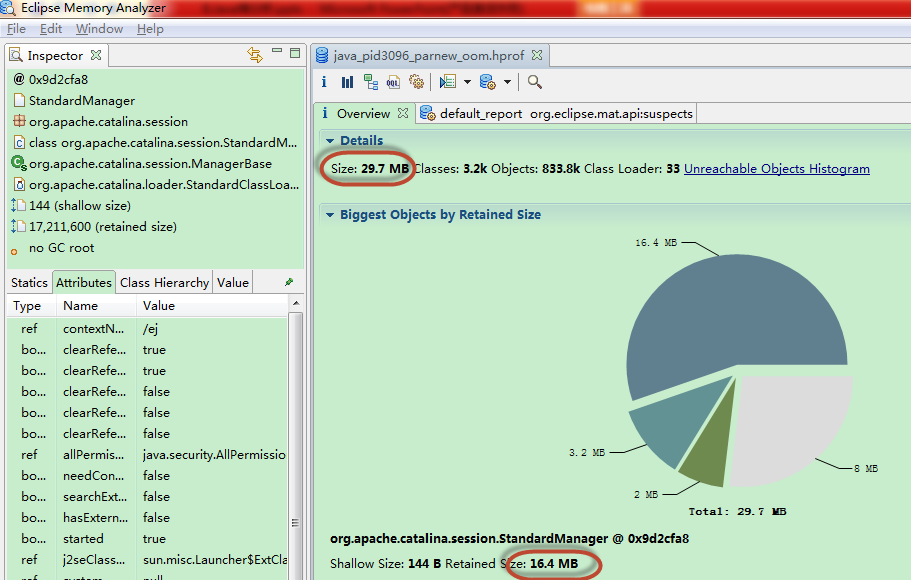 Eclipse Memory Analyzer
File Edit Window Help
Inspector
@ 0x9d2cfa8
StandardManager
org.apache.catalina.session
class org.apache.catalina.session.StandardM...
org.apache.catalina.session.ManagerBase
org.apache.catalina.loader.StandardClassLoa...
144 (shallow size)
17,211,600 (retained size)
no GC root
Statics Attributes Class Hierarchy Value
Type Name Value
ref contextN... /ej
bo... clearRefe... true
bo... clearRefe... true
bo... clearRefe... false
bo... clearRefe... false
bo... clearRefe... false
ref allPermis... java.security.AllPermissio
bo... needCon... false
bo... searchExt... false
bo... hasExtern... false
bo... started true
ref j2seClass... sun.misc.Launcher$ExtCla
java_pid3096_parnew_oom.hprof
i Overview default_report org.eclipse.mat.api:suspects
Details
Size: 29.7 MB Classes: 3.2k Objects: 833.8k Class Loader: 33 Unreachable Objects Histogram
Biggest Objects by Retained Size
16.4 MB
3.2 MB
2 MB
8 MB
Total: 29.7 MB
org.apache.catalina.session.StandardManager @ 0x9d2cfa8
Shallow Size: 144 B Retained Size: 16.4 MB